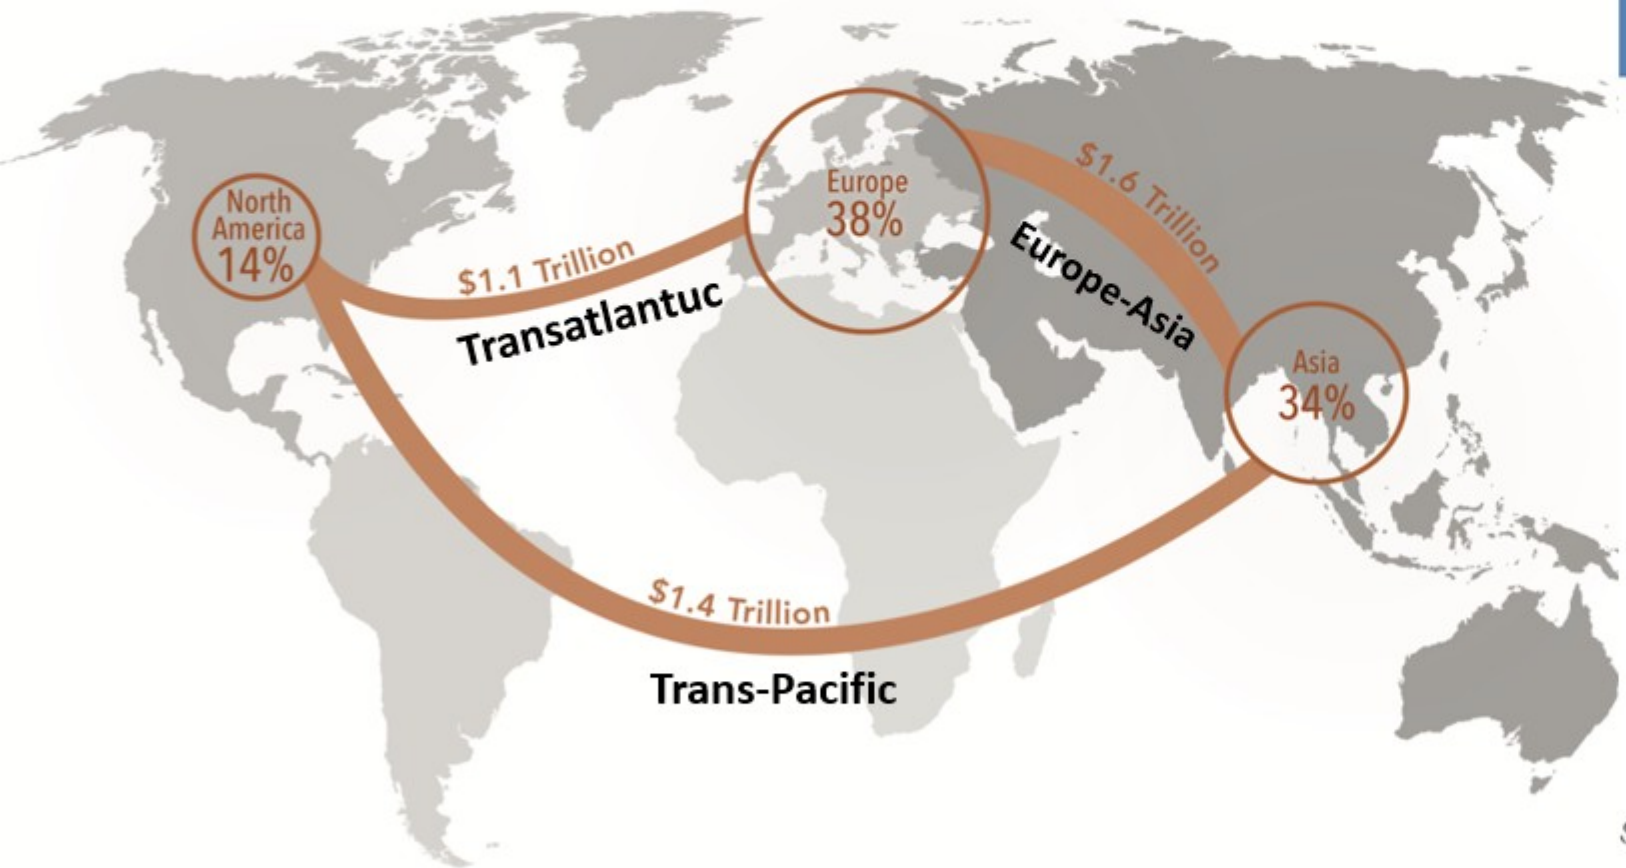 North
America
14%
$1.1 Trillion
Transatlantuc
Europe
38%
$1.6 Trillion
Europe-Asia
Asia
34%
$1.4 Trillion
Trans-Pacific